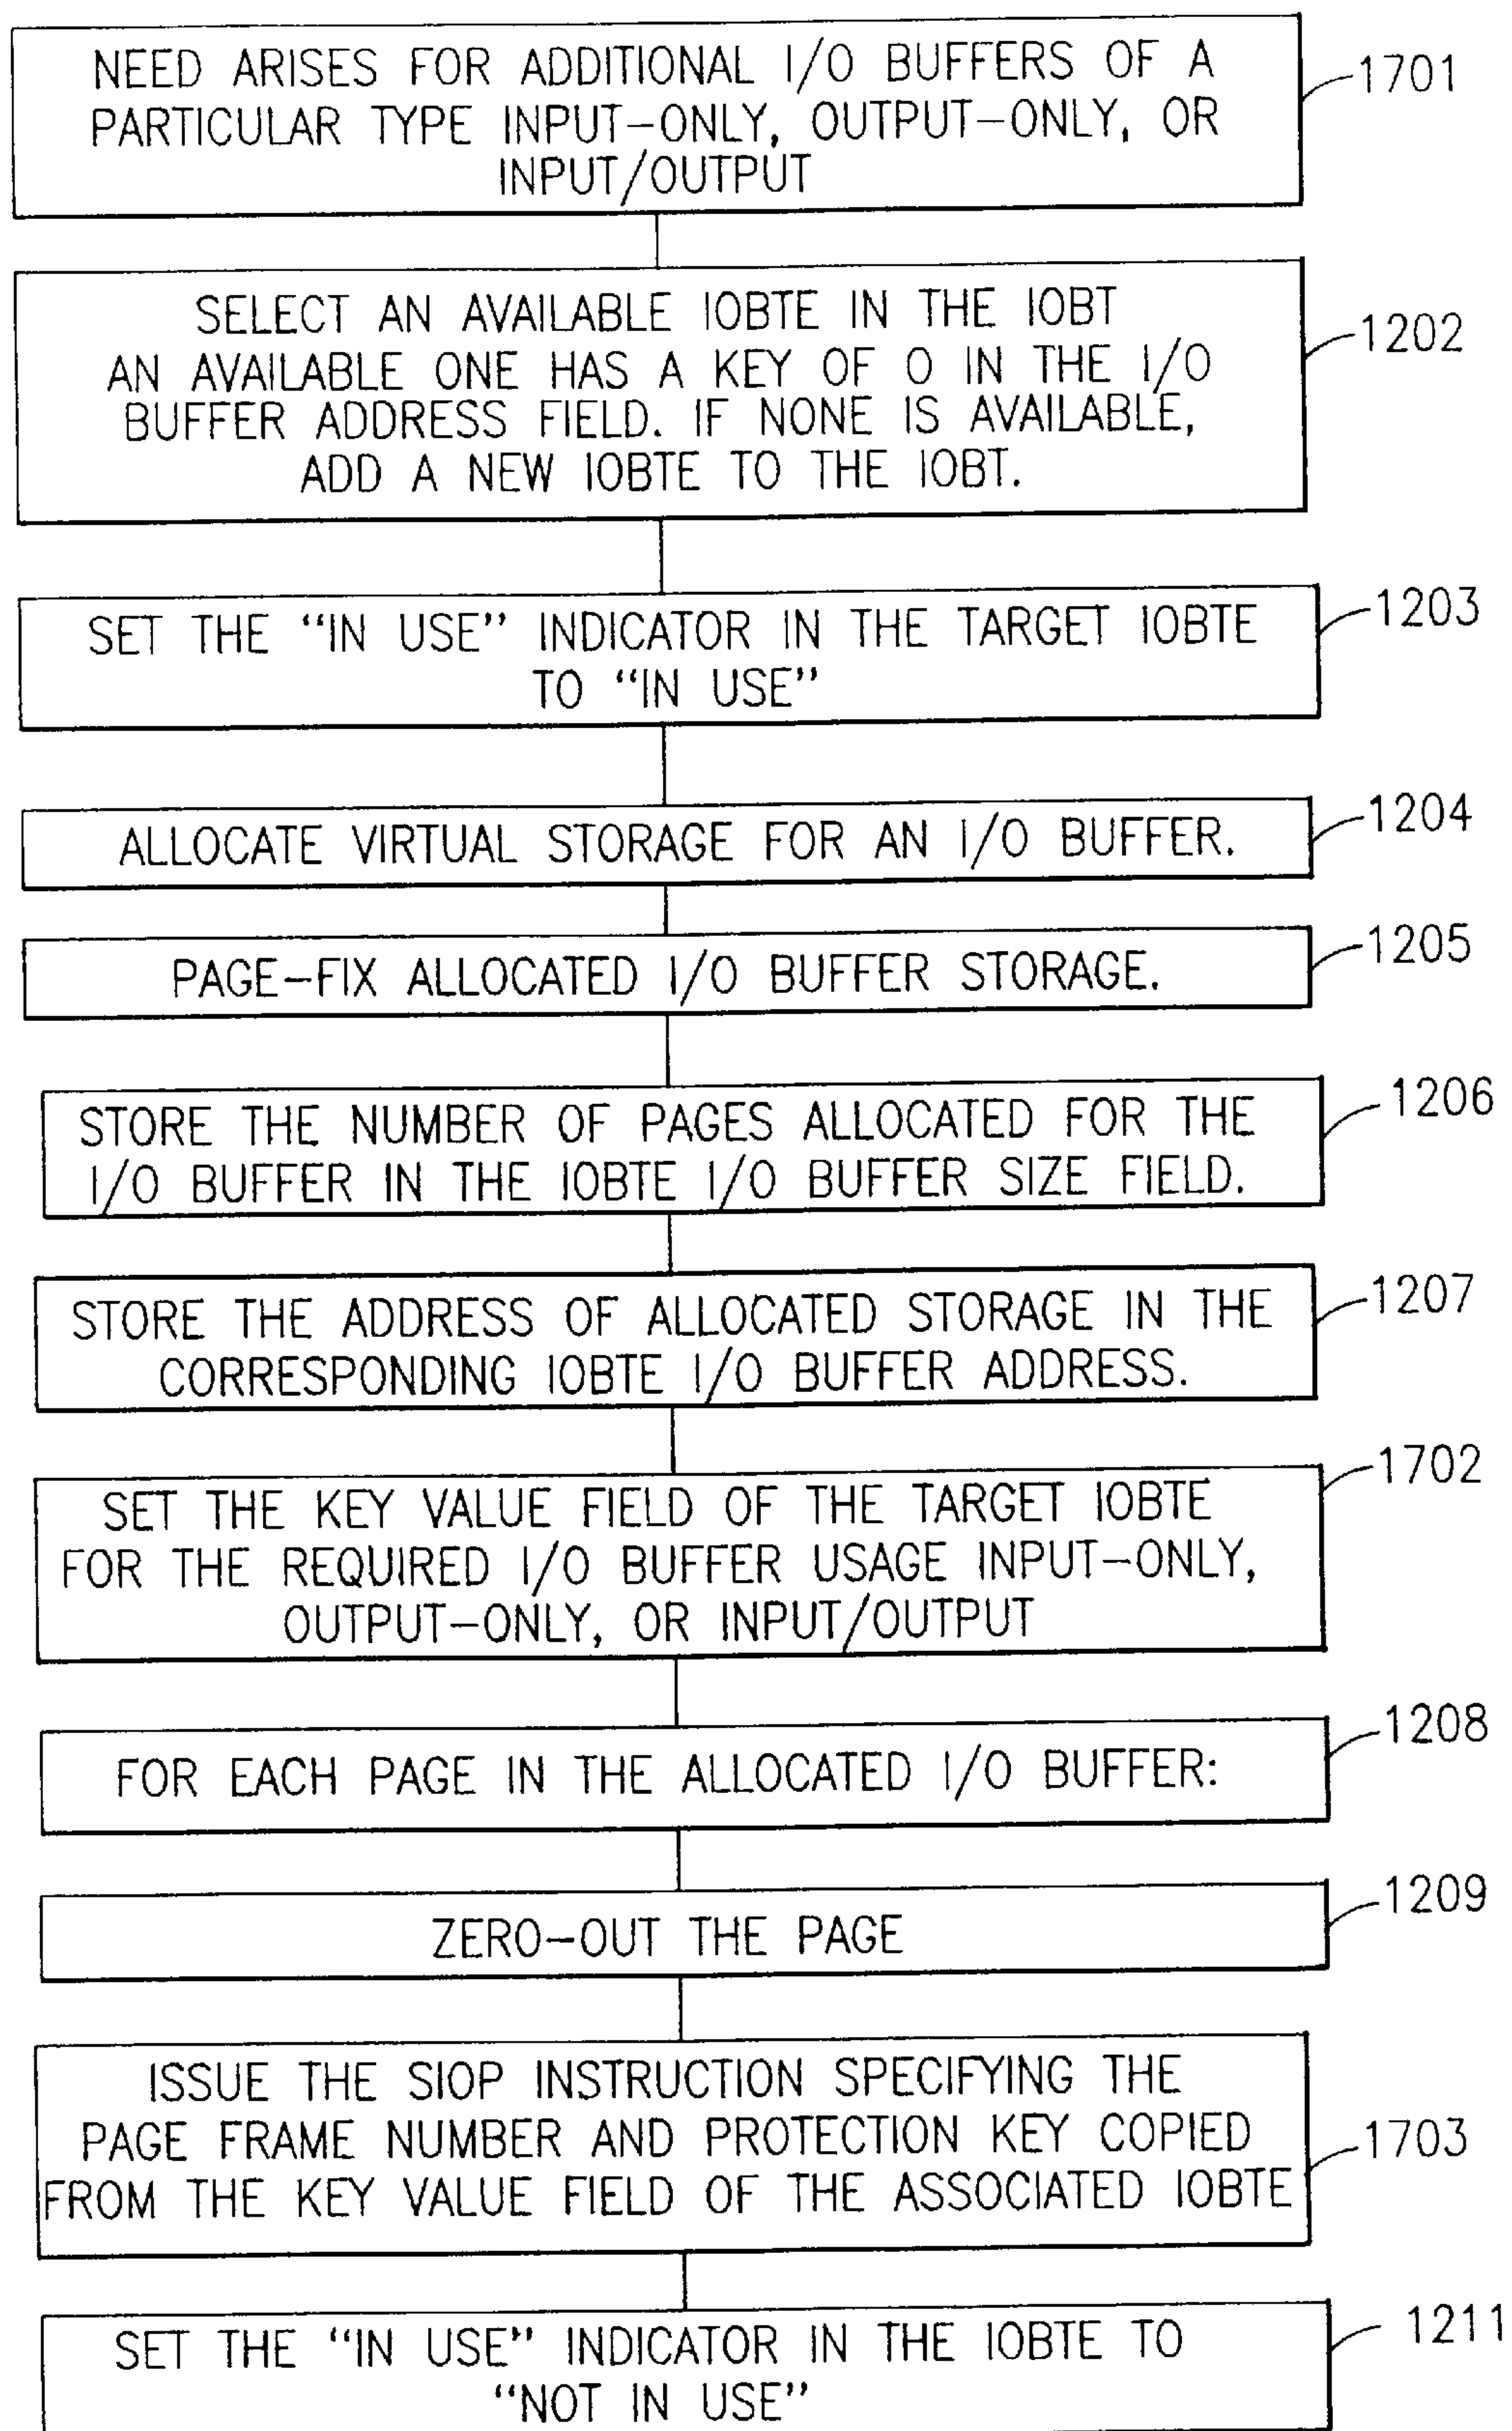 NEED ARISES FOR ADDITIONAL I/O BUFFERS OF A
PARTICULAR TYPE INPUT-ONLY, OUTPUT-ONLY, OR
INPUT/OUTPUT
1701
SELECT AN AVAILABLE IOBTE IN THE IOBT
AN AVAILABLE ONE HAS A KEY OF 0 IN THE I/O
BUFFER ADDRESS FIELD. IF NONE IS AVAILABLE,
ADD A NEW IOBTE TO THE IOBT.
1202
SET THE "IN USE" INDICATOR IN THE TARGET IOBTE
TO "IN USE"
1203
ALLOCATE VIRTUAL STORAGE FOR AN I/O BUFFER.
1204
PAGE-FIX ALLOCATED I/O BUFFER STORAGE.
1205
STORE THE NUMBER OF PAGES ALLOCATED FOR THE
I/O BUFFER IN THE IOBTE I/O BUFFER SIZE FIELD.
1206
STORE THE ADDRESS OF ALLOCATED STORAGE IN THE
CORRESPONDING IOBTE I/O BUFFER ADDRESS.
1207
SET THE KEY VALUE FIELD OF THE TARGET IOBTE
FOR THE REQUIRED I/O BUFFER USAGE INPUT-ONLY,
OUTPUT-ONLY, OR INPUT/OUTPUT
1702
FOR EACH PAGE IN THE ALLOCATED I/O BUFFER:
1208
ZERO-OUT THE PAGE
1209
ISSUE THE SIOP INSTRUCTION SPECIFYING THE
PAGE FRAME NUMBER AND PROTECTION KEY COPIED
FROM THE KEY VALUE FIELD OF THE ASSOCIATED IOBTE
1703
SET THE "IN USE" INDICATOR IN THE IOBTE TO
"NOT IN USE"
1211